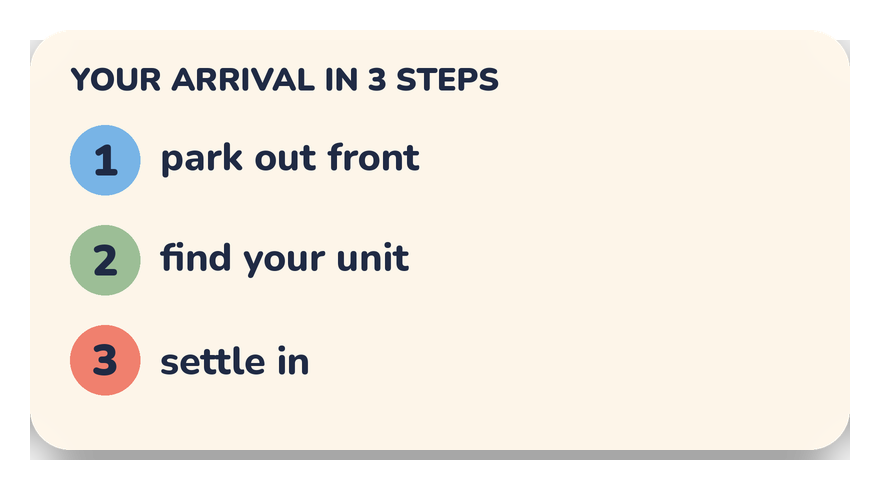 YOUR ARRIVAL IN 3 STEPS
1 park out front
2 find your unit
3 settle in